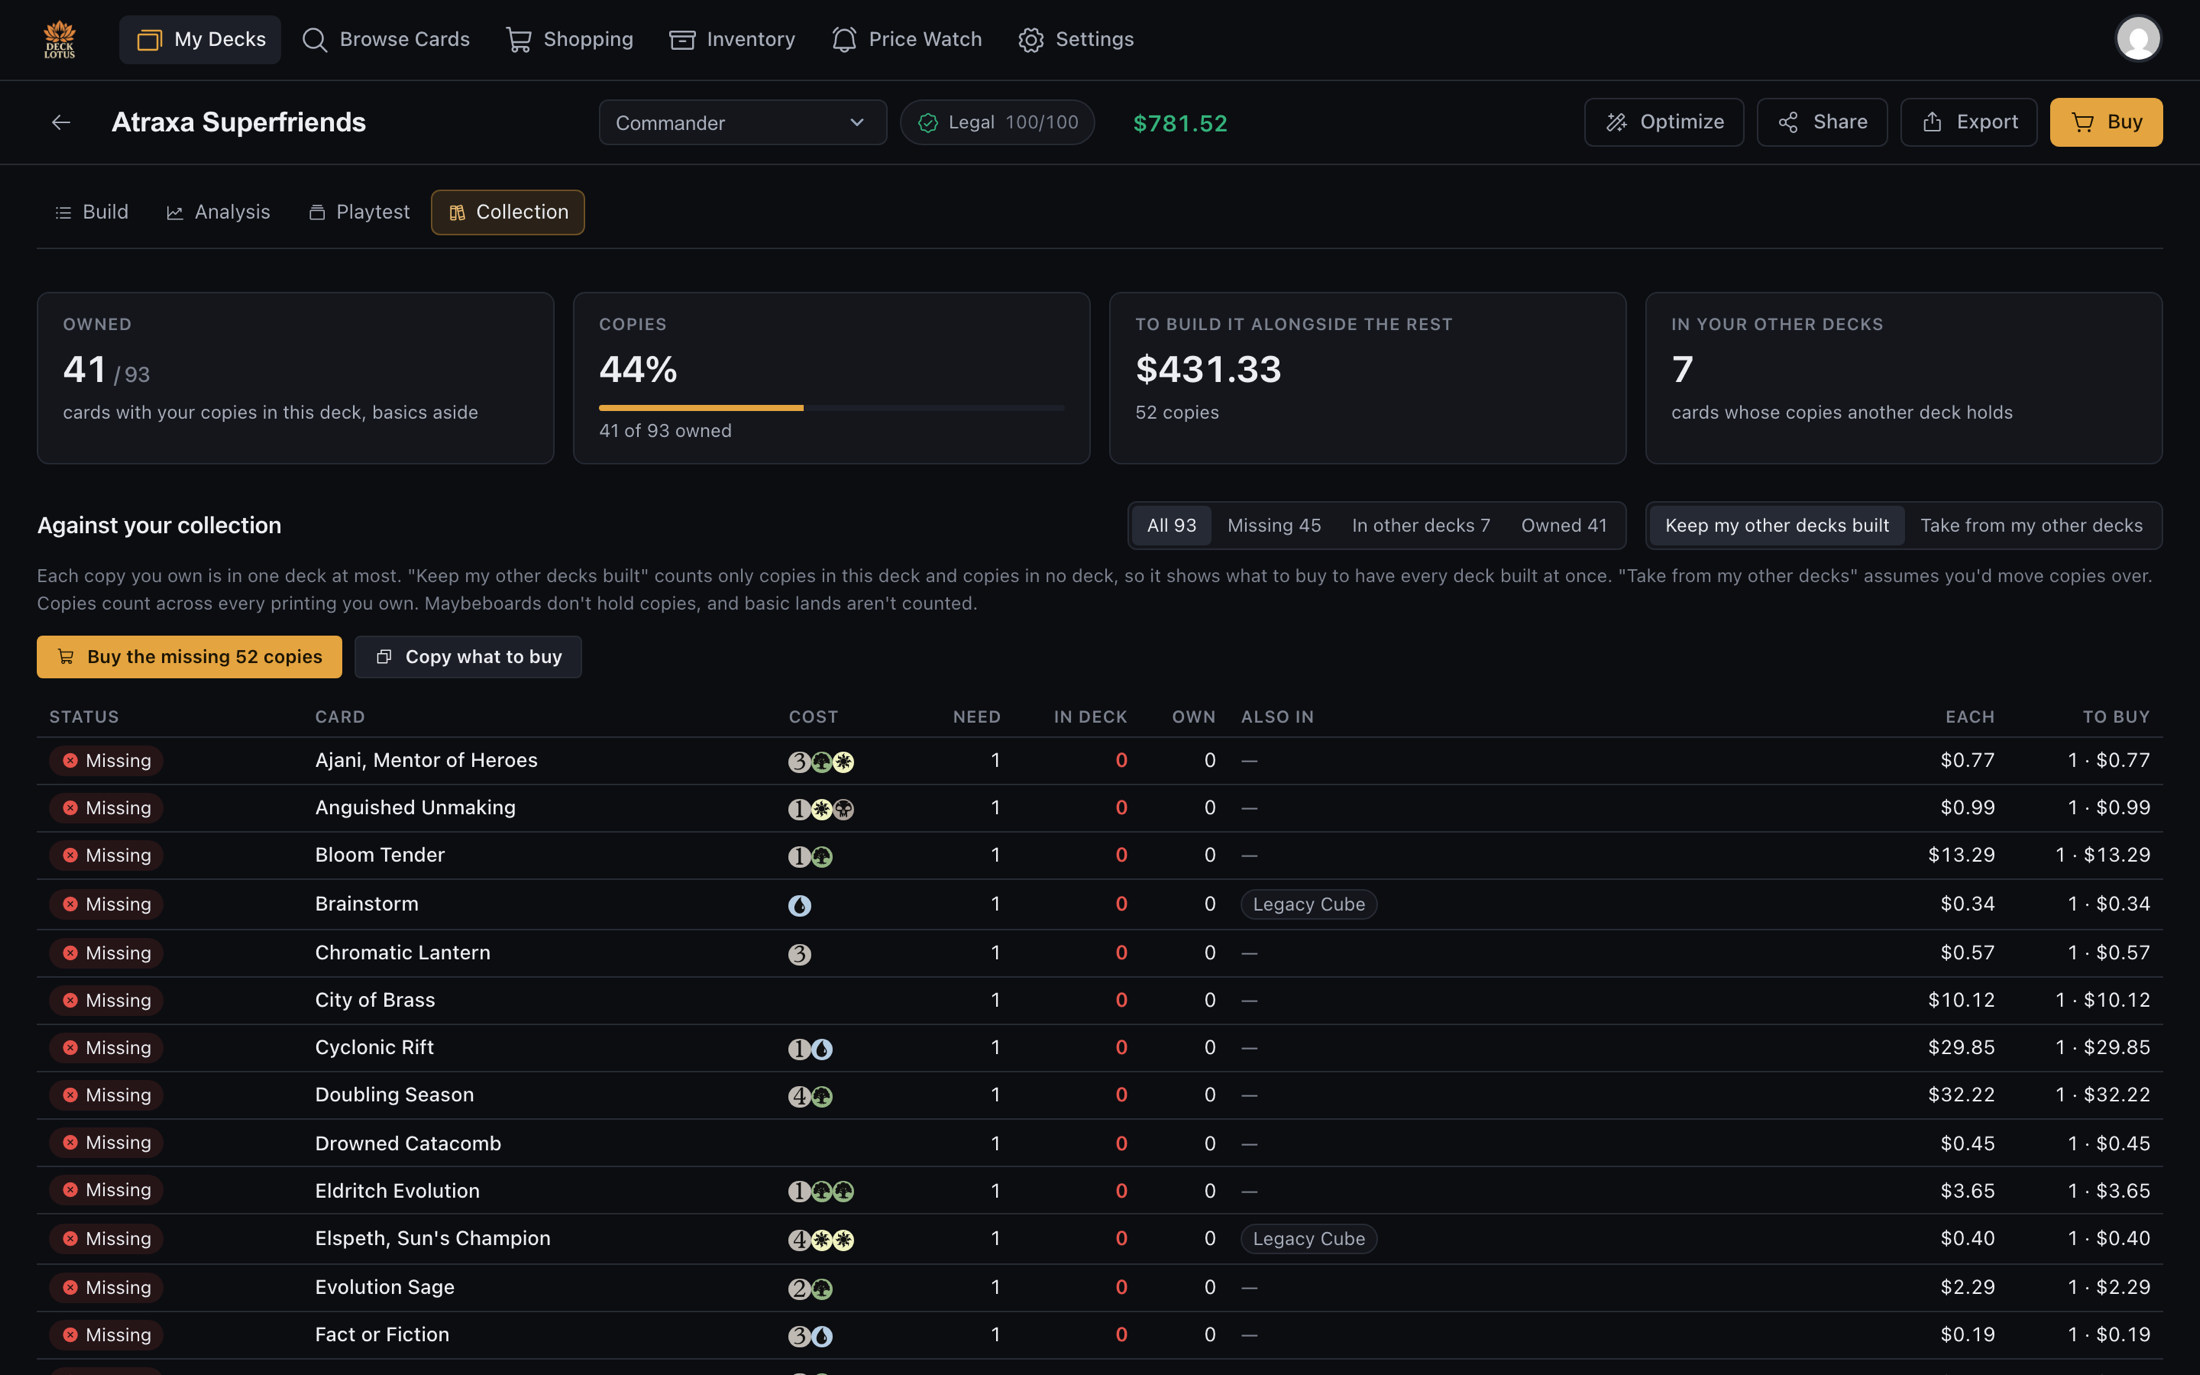 DECK
LOTUS
My Decks
Browse Cards
Shopping
Inventory
Price Watch
Settings
Atraxa Superfriends
Commander
Legal 100/100
$781.52
Optimize
Share
Export
Buy
Build
Analysis
Playtest
Collection
OWNED
41 / 93
cards with your copies in this deck, basics aside
COPIES
44%
41 of 93 owned
TO BUILD IT ALONGSIDE THE REST
$431.33
52 copies
IN YOUR OTHER DECKS
7
cards whose copies another deck holds
Against your collection
All 93 Missing 45 In other decks 7 Owned 41
Keep my other decks built Take from my other decks
Each copy you own is in one deck at most. "Keep my other decks built" counts only copies in this deck and copies in no deck, so it shows what to buy to have every deck built at once. "Take from my other decks" assumes you'd move copies over.
Copies count across every printing you own. Maybeboards don't hold copies, and basic lands aren't counted.
Buy the missing 52 copies
Copy what to buy
STATUS CARD COST NEED IN DECK OWN ALSO IN EACH TO BUY
Missing Ajani, Mentor of Heroes 3 1 0 0 — $0.77 1 · $0.77
Missing Anguished Unmaking 1 1 0 0 — $0.99 1 · $0.99
Missing Bloom Tender 1 1 0 0 — $13.29 1 · $13.29
Missing Brainstorm 1 0 0 Legacy Cube $0.34 1 · $0.34
Missing Chromatic Lantern 3 1 0 0 — $0.57 1 · $0.57
Missing City of Brass 1 0 0 — $10.12 1 · $10.12
Missing Cyclonic Rift 1 1 0 0 — $29.85 1 · $29.85
Missing Doubling Season 4 1 0 0 — $32.22 1 · $32.22
Missing Drowned Catacomb 1 0 0 — $0.45 1 · $0.45
Missing Eldritch Evolution 1 1 0 0 — $3.65 1 · $3.65
Missing Elspeth, Sun's Champion 4 1 0 0 Legacy Cube $0.40 1 · $0.40
Missing Evolution Sage 2 1 0 0 — $2.29 1 · $2.29
Missing Fact or Fiction 3 1 0 0 — $0.19 1 · $0.19